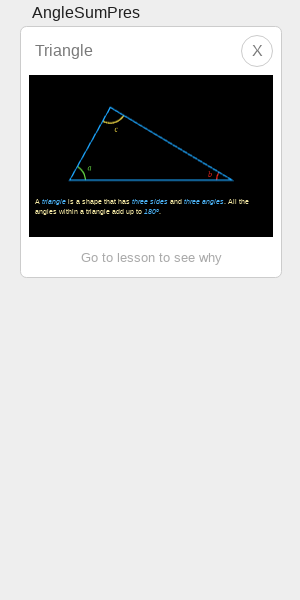 AngleSumPres
Triangle
X
c
a
b
A triangle is a shape that has three sides and three angles. All the
angles within a triangle add up to 180º.
Go to lesson to see why